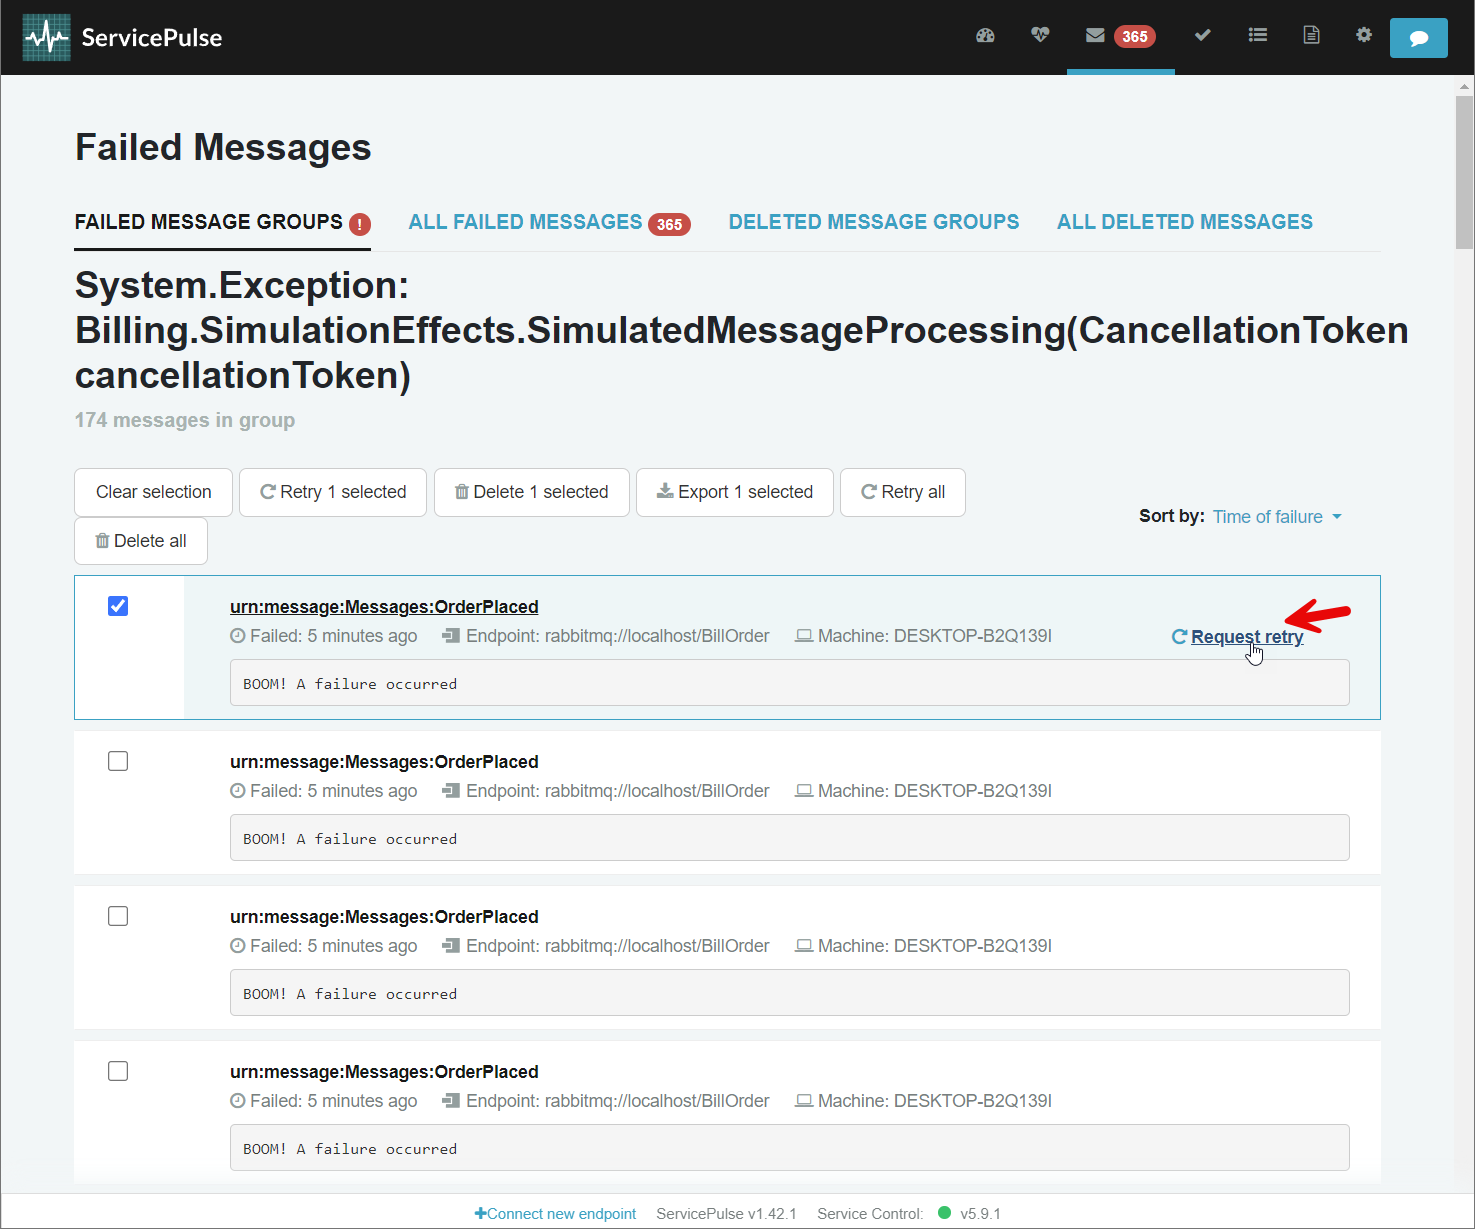 ServicePulse
365
Failed Messages
FAILED MESSAGE GROUPS ! ALL FAILED MESSAGES 365 DELETED MESSAGE GROUPS ALL DELETED MESSAGES
System.Exception:
Billing.SimulationEffects.SimulatedMessageProcessing(CancellationToken
cancellationToken)
174 messages in group
Clear selection Retry 1 selected Delete 1 selected Export 1 selected Retry all
Sort by: Time of failure
Delete all
urn:message:Messages:OrderPlaced
Failed: 5 minutes ago Endpoint: rabbitmq://localhost/BillOrder Machine: DESKTOP-B2Q139I Request retry
BOOM! A failure occurred
urn:message:Messages:OrderPlaced
Failed: 5 minutes ago Endpoint: rabbitmq://localhost/BillOrder Machine: DESKTOP-B2Q139I
BOOM! A failure occurred
urn:message:Messages:OrderPlaced
Failed: 5 minutes ago Endpoint: rabbitmq://localhost/BillOrder Machine: DESKTOP-B2Q139I
BOOM! A failure occurred
urn:message:Messages:OrderPlaced
Failed: 5 minutes ago Endpoint: rabbitmq://localhost/BillOrder Machine: DESKTOP-B2Q139I
BOOM! A failure occurred
Connect new endpoint ServicePulse v1.42.1 Service Control: v5.9.1